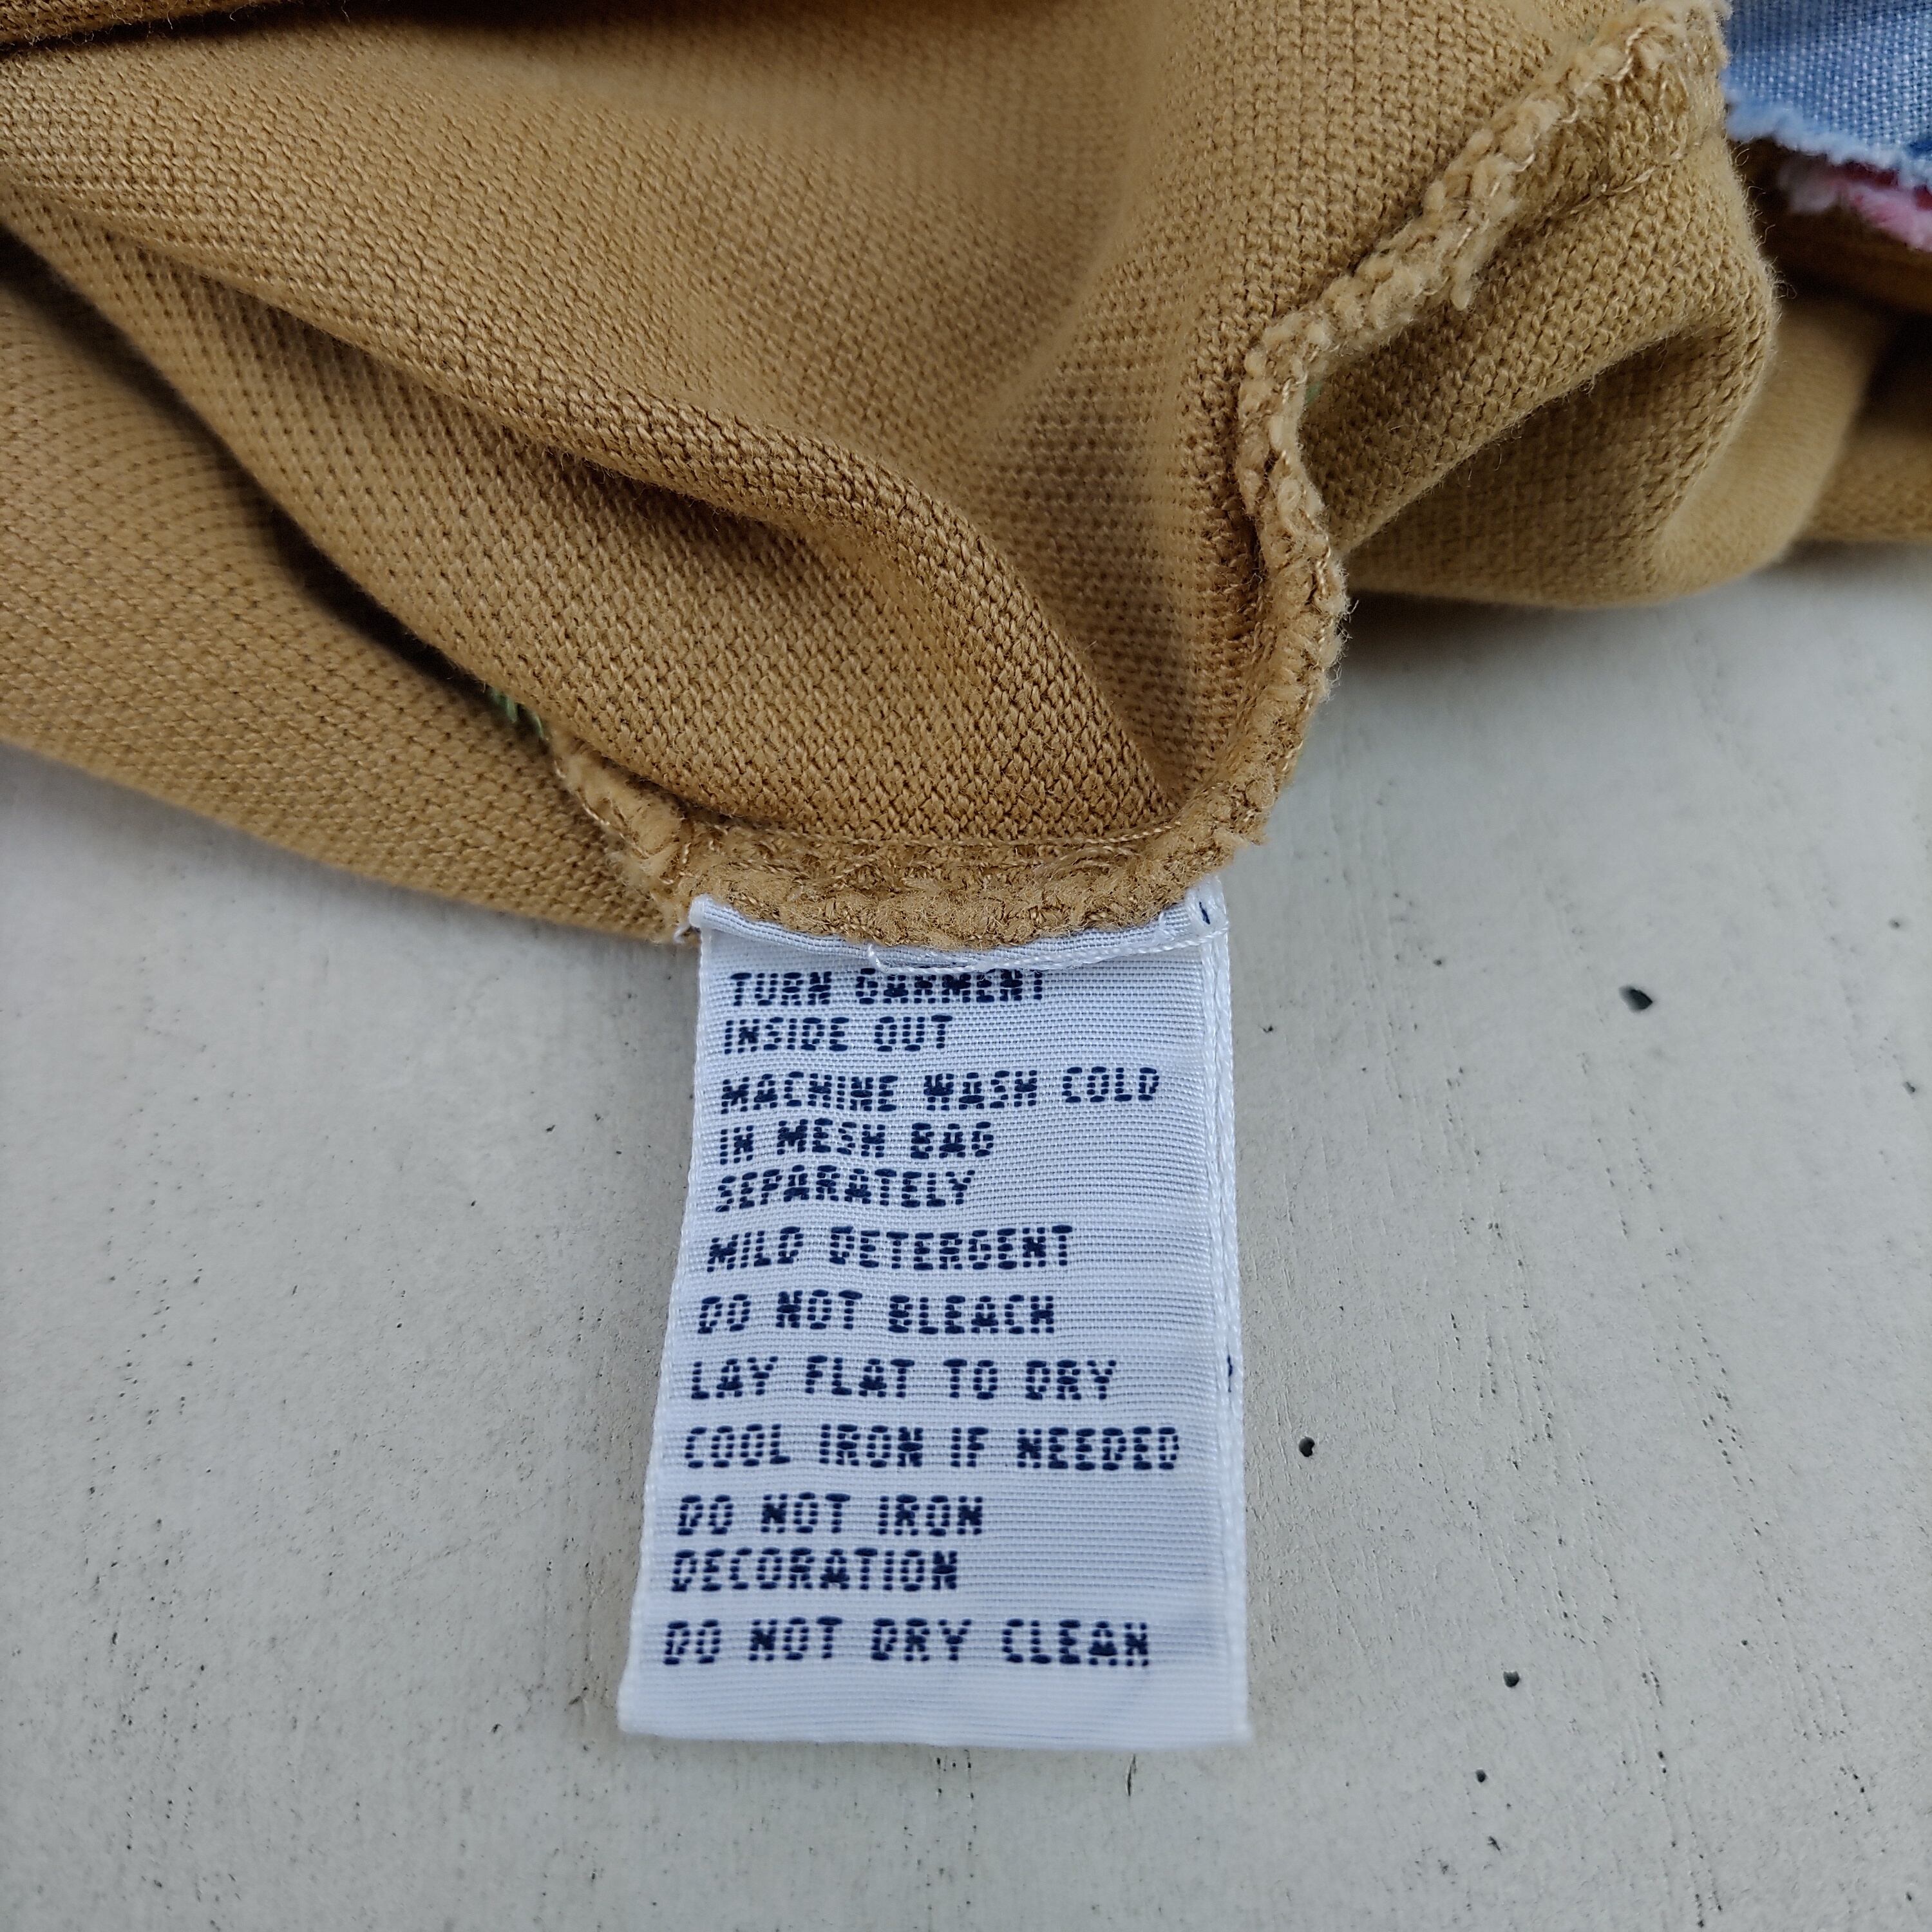 TURN GARMENT
INSIDE OUT
MACHINE WASH COLD
IN MESH BAG
SEPARATELY
MILD DETERGENT
DO NOT BLEACH
LAY FLAT TO DRY
COOL IRON IF NEEDED
DO NOT IRON
DECORATION
DO NOT DRY CLEAN